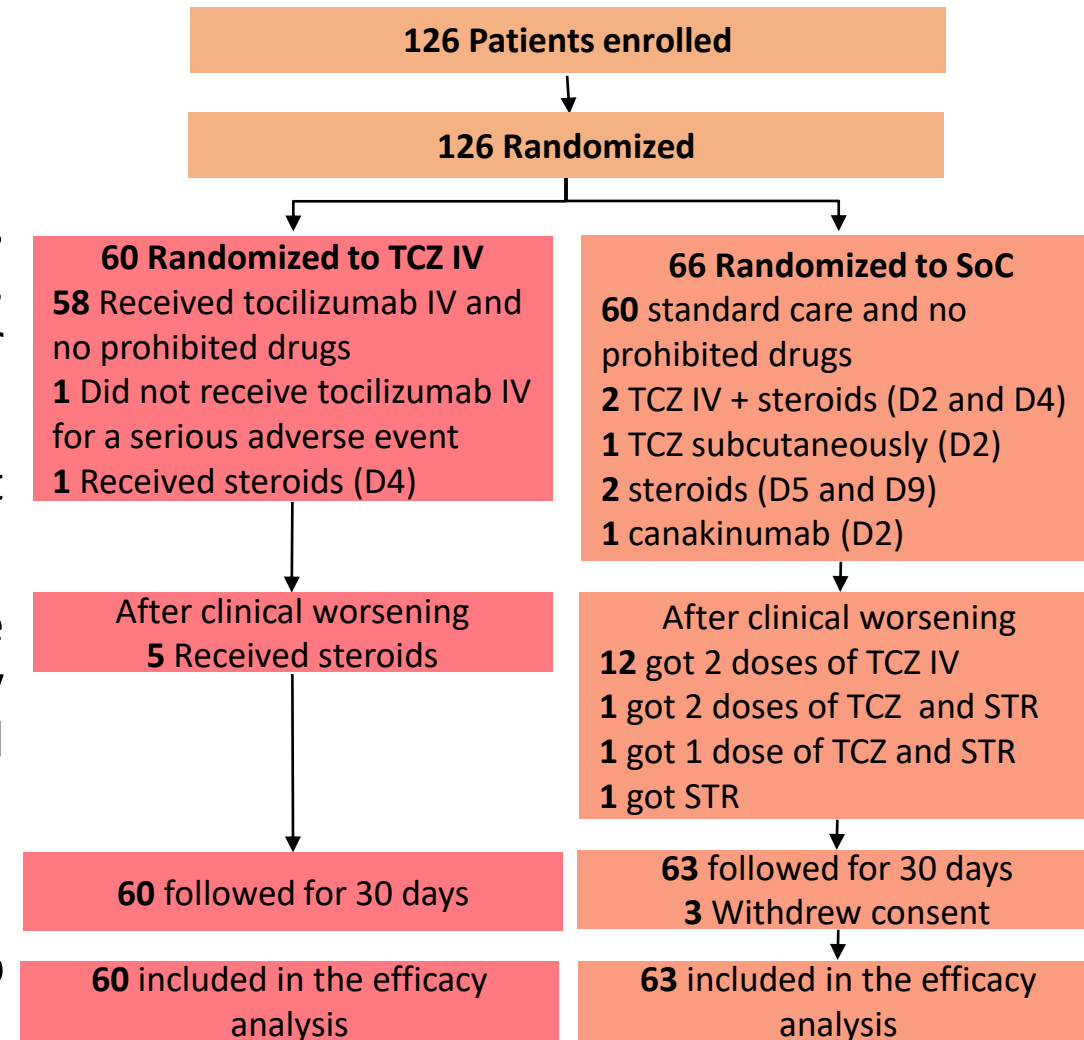 126 Patients enrolled
126 Randomized
60 Randomized to TCZ IV
58 Received tocilizumab IV and
no prohibited drugs
1 Did not receive tocilizumab IV
for a serious adverse event
1 Received steroids (D4)
66 Randomized to SoC
60 standard care and no
prohibited drugs
2 TCZ IV + steroids (D2 and D4)
1 TCZ subcutaneously (D2)
2 steroids (D5 and D9)
1 canakinumab (D2)
After clinical worsening
5 Received steroids
After clinical worsening
12 got 2 doses of TCZ IV
1 got 2 doses of TCZ and STR
1 got 1 dose of TCZ and STR
1 got STR
60 followed for 30 days
63 followed for 30 days
3 Withdrew consent
60 included in the efficacy
analysis
63 included in the efficacy
analysis